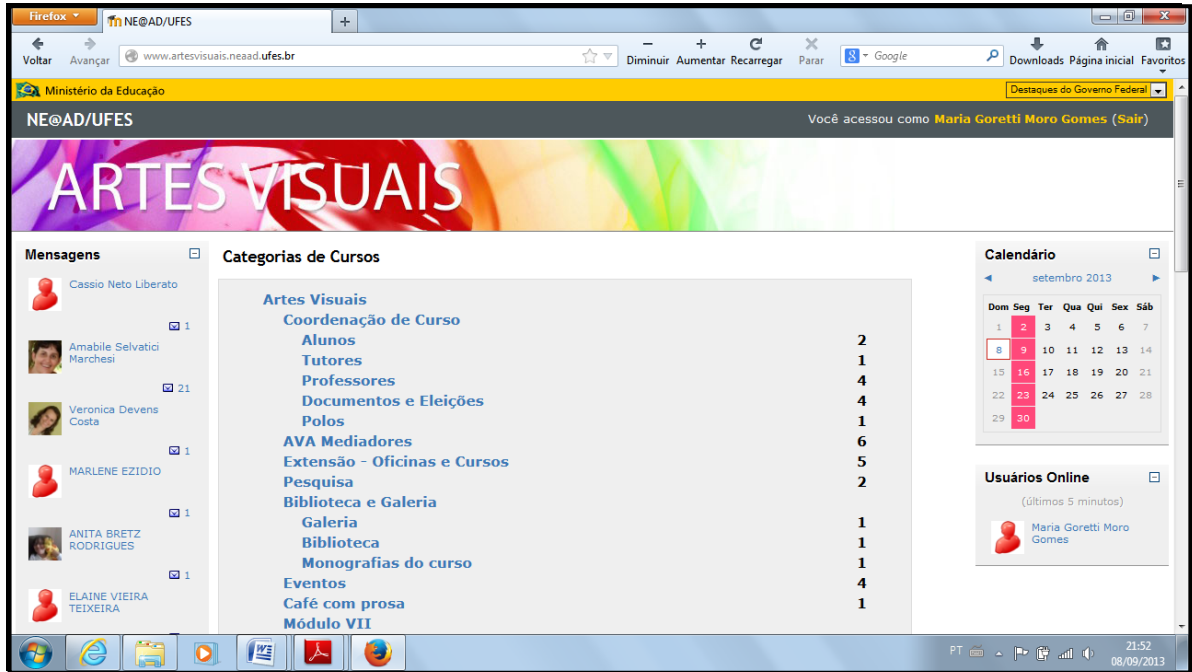 Firefox
NE@AD/UFES
+
Voltar Avançar www.artesvisuais.neaad.ufes.br Diminuir Aumentar Recarregar Parar Google Downloads Página inicial Favoritos
Ministério da Educação Destaques do Governo Federal
NE@AD/UFES Você acessou como Maria Goretti Moro Gomes (Sair)
ARTES VISUAIS
Mensagens
Cassio Neto Liberato
1
Amabile Selvatici
Marchesi
21
Veronica Devens
Costa
1
MARLENE EZIDIO
1
ANITA BRETZ
RODRIGUES
1
ELAINE VIEIRA
TEIXEIRA
Categorias de Cursos
Artes Visuais
Coordenação de Curso
Alunos 2
Tutores 1
Professores 4
Documentos e Eleições 4
Polos 1
AVA Mediadores 6
Extensão - Oficinas e Cursos 5
Pesquisa 2
Biblioteca e Galeria
Galeria 1
Biblioteca 1
Monografias do curso 1
Eventos 4
Café com prosa 1
Módulo VII
Calendário
◄ setembro 2013 ►
Dom Seg Ter Qua Qui Sex Sáb
1 2 3 4 5 6 7
8 9 10 11 12 13 14
15 16 17 18 19 20 21
22 23 24 25 26 27 28
29 30
Usuários Online
(últimos 5 minutos)
Maria Goretti Moro
Gomes
PT 21:52
08/09/2013